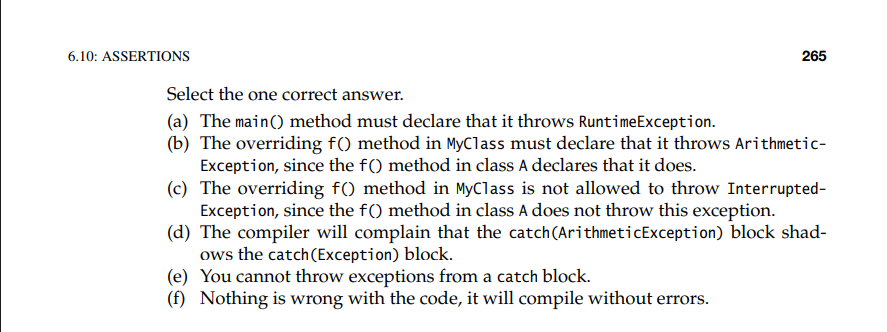 6.10: ASSERTIONS 265
Select the one correct answer.
(a) The main() method must declare that it throws RuntimeException.
(b) The overriding f() method in MyClass must declare that it throws Arithmetic-
Exception, since the f() method in class A declares that it does.
(c) The overriding f() method in MyClass is not allowed to throw Interrupted-
Exception, since the f() method in class A does not throw this exception.
(d) The compiler will complain that the catch(ArithmeticException) block shad-
ows the catch(Exception) block.
(e) You cannot throw exceptions from a catch block.
(f) Nothing is wrong with the code, it will compile without errors.